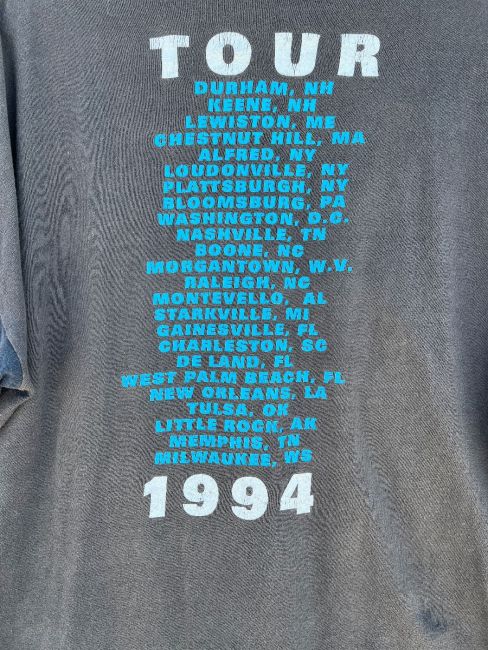 TOUR
DURHAM, NH
KEENE, NH
LEWISTON, ME
CHESTNUT HILL, MA
ALFRED, NY
LOUDONVILLE, NY
PLATTSBURGH, NY
BLOOMSBURG, PA
WASHINGTON, D.C.
NASHVILLE, TN
BOONE, NC
MORGANTOWN, W.V.
RALEIGH, NC
MONTEVELLO, AL
STARKVILLE, MI
GAINESVILLE, FL
CHARLESTON, SC
DE LAND, FL
WEST PALM BEACH, FL
NEW ORLEANS, LA
TULSA, OK
LITTLE ROCK, AK
MEMPHIS, TN
MILWAUKEE, WS
1994